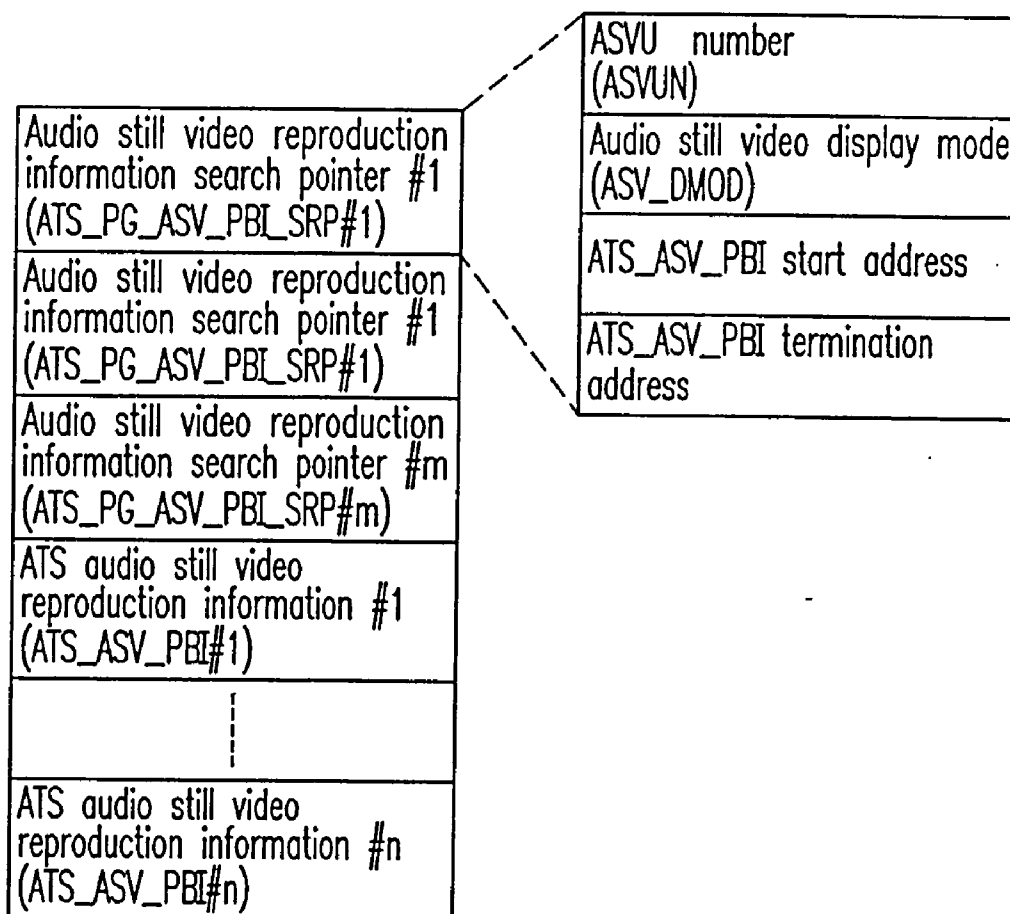 Audio still video reproduction
information search pointer #1
(ATS_PG_ASV_PBI_SRP#1)
Audio still video reproduction
information search pointer #1
(ATS_PG_ASV_PBI_SRP#1)
Audio still video reproduction
information search pointer #m
(ATS_PG_ASV_PBI_SRP#m)
ATS audio still video
reproduction information #1
(ATS_ASV_PBI#1)
ATS audio still video
reproduction information #n
(ATS_ASV_PBI#n)
ASVU number
(ASVUN)
Audio still video display mode
(ASV_DMOD)
ATS_ASV_PBI start address
ATS_ASV_PBI termination
address